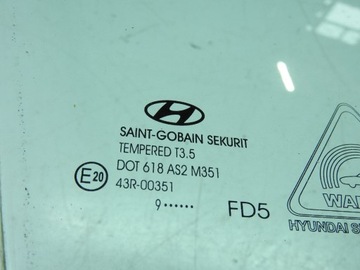 SAINT-GOBAIN SEKURIT
TEMPERED T3.5
DOT 618 AS2 M351
E20
43R-00351
9 ······
FD5
HYUNDAI